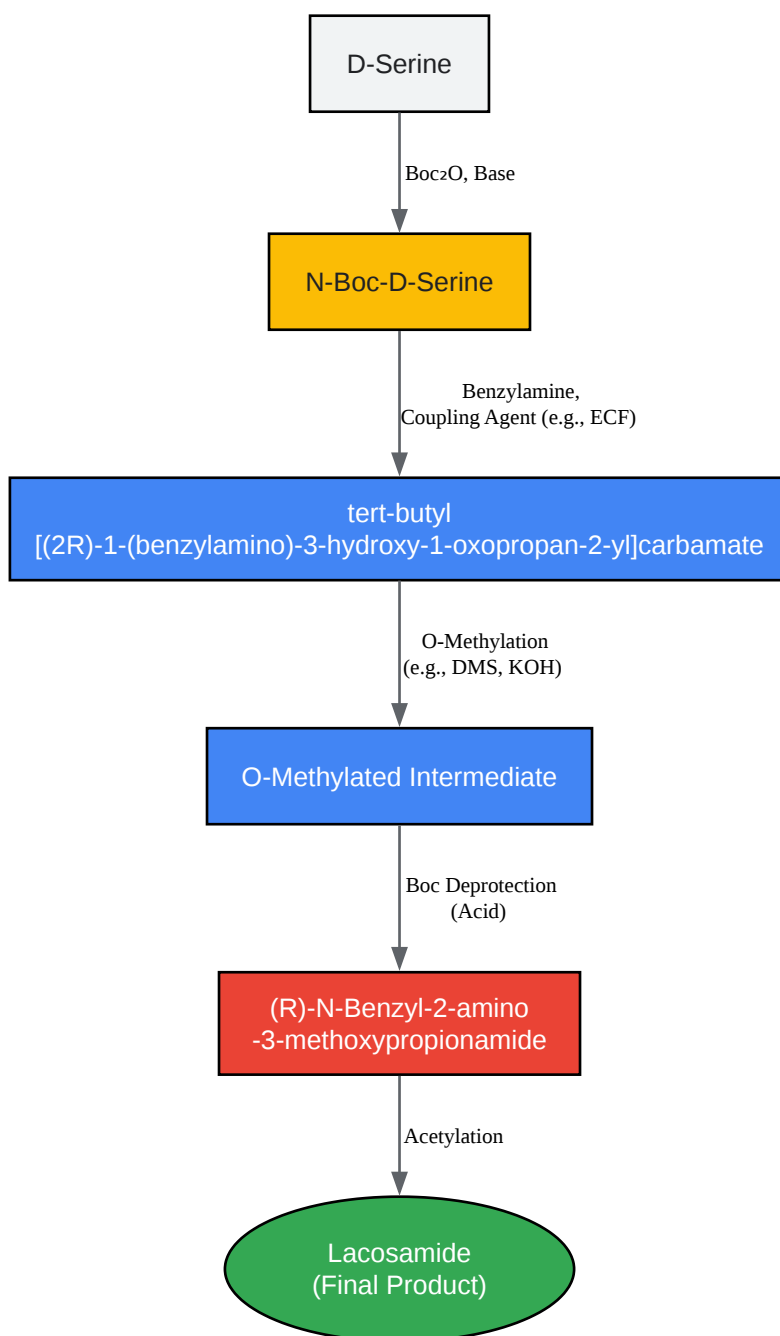 D-Serine
Boc₂O, Base
N-Boc-D-Serine
Benzylamine,
Coupling Agent (e.g., ECF)
tert-butyl
[(2R)-1-(benzylamino)-3-hydroxy-1-oxopropan-2-yl]carbamate
O-Methylation
(e.g., DMS, KOH)
O-Methylated Intermediate
Boc Deprotection
(Acid)
(R)-N-Benzyl-2-amino
-3-methoxypropionamide
Acetylation
Lacosamide
(Final Product)